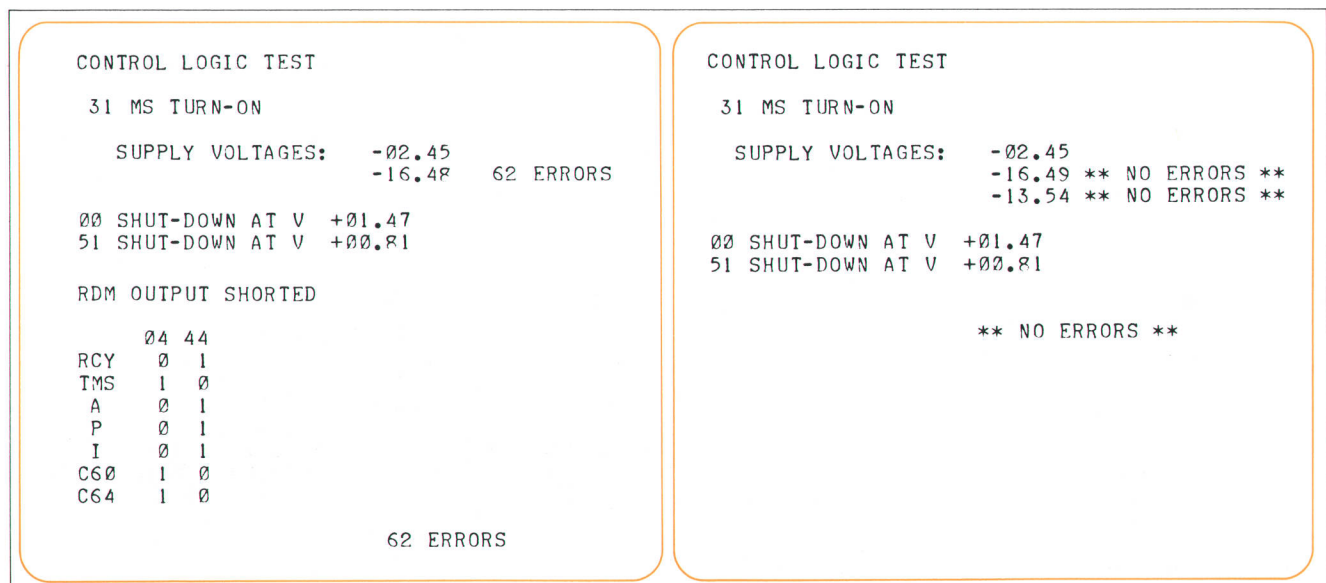 CONTROL LOGIC TEST
31 MS TURN-ON
SUPPLY VOLTAGES: -02.45
-16.48 62 ERRORS
00 SHUT-DOWN AT V +01.47
51 SHUT-DOWN AT V +00.81
RDM OUTPUT SHORTED
04 44
RCY 0 1
TMS 1 0
A 0 1
P 0 1
I 0 1
C60 1 0
C64 1 0
62 ERRORS
CONTROL LOGIC TEST
31 MS TURN-ON
SUPPLY VOLTAGES: -02.45
-16.49 ** NO ERRORS **
-13.54 ** NO ERRORS **
00 SHUT-DOWN AT V +01.47
51 SHUT-DOWN AT V +00.81
** NO ERRORS **